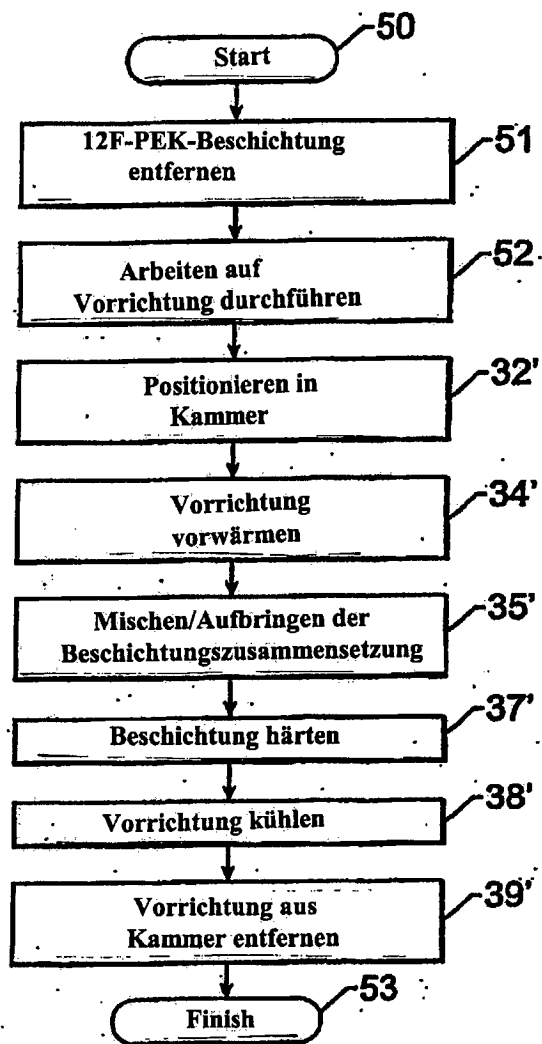 50
Start
12F-PEK-Beschichtung
entfernen
51
Arbeiten auf
Vorrichtung durchführen
52
Positionieren in
Kammer
32'
Vorrichtung
vorwärmen
34'
Mischen/Aufbringen der
Beschichtungszusammensetzung
35'
Beschichtung härten
37'
Vorrichtung kühlen
38'
Vorrichtung aus
Kammer entfernen
39'
Finish
53